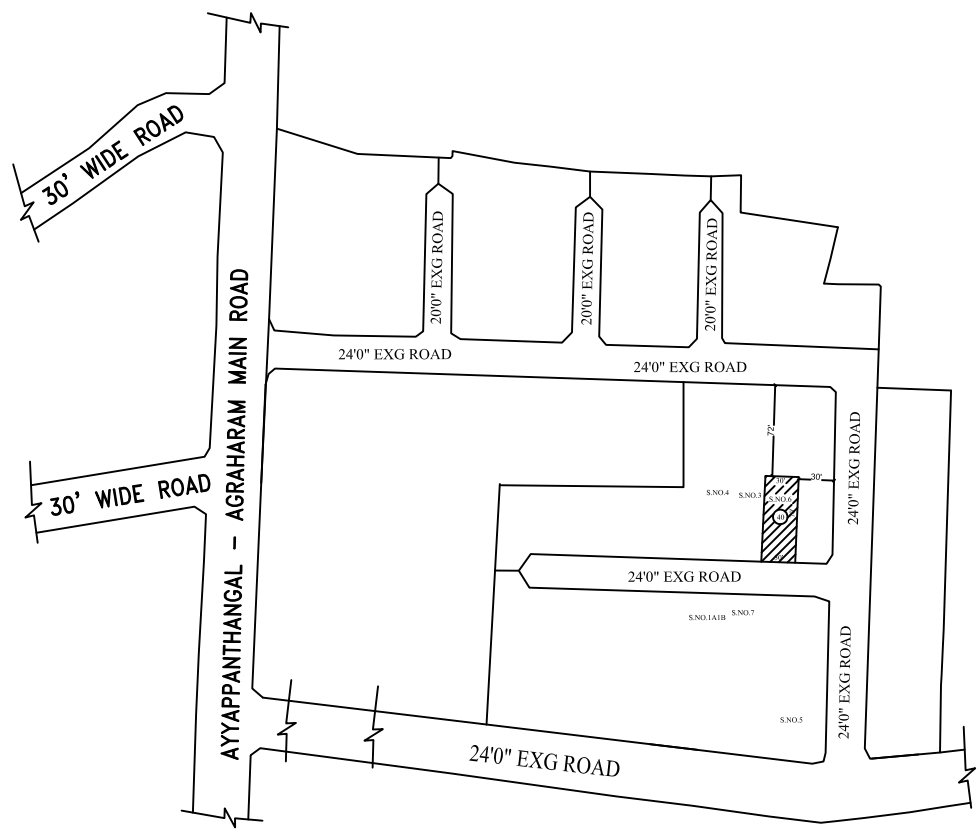 30' WIDE ROAD
20'0" EXG ROAD
20'0" EXG ROAD
20'0" EXG ROAD
AYYAPPANTHANGAL – AGRAHARAM MAIN ROAD
24'0" EXG ROAD
24'0" EXG ROAD
72'
24'0" EXG ROAD
30' WIDE ROAD
30'
30'
S.NO.4
S.NO.3
S.NO.6
40
24'0" EXG ROAD
S.NO.1A1B
S.NO.7
24'0" EXG ROAD
S.NO.5
24'0" EXG ROAD